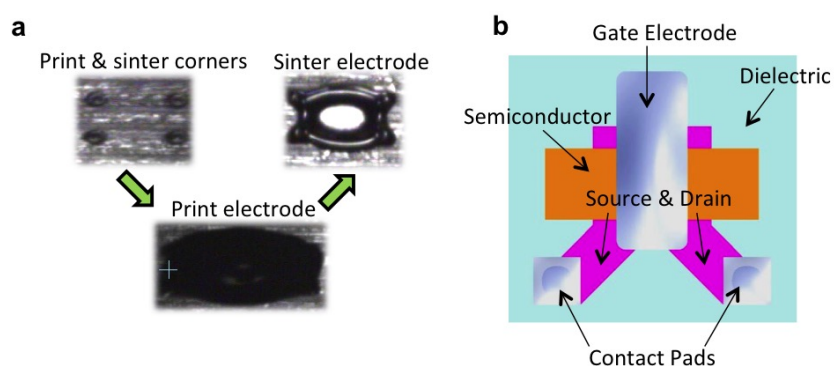 a
Print & sinter corners
Sinter electrode
Print electrode
b
Gate Electrode
Dielectric
Semiconductor
Source & Drain
Contact Pads